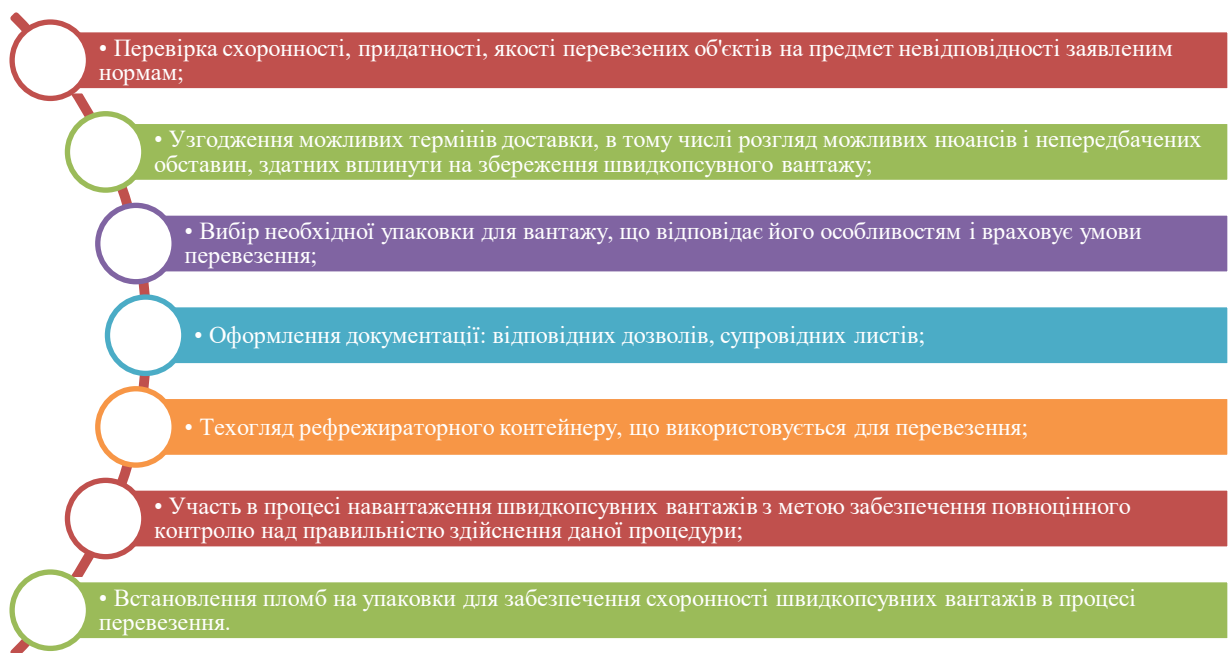 • Перевірка схоронності, придатності, якості перевезених об'єктів на предмет невідповідності заявленим
нормам;
• Узгодження можливих термінів доставки, в тому числі розгляд можливих нюансів і непередбачених
обставин, здатних вплинути на збереження швидкопсувного вантажу;
• Вибір необхідної упаковки для вантажу, що відповідає його особливостям і враховує умови
перевезення;
• Оформлення документації: відповідних дозволів, супровідних листів;
• Техогляд рефрежираторного контейнеру, що використовується для перевезення;
• Участь в процесі навантаження швидкопсувних вантажів з метою забезпечення повноцінного
контролю над правильністю здійснення даної процедури;
• Встановлення пломб на упаковки для забезпечення схоронності швидкопсувних вантажів в процесі
перевезення.